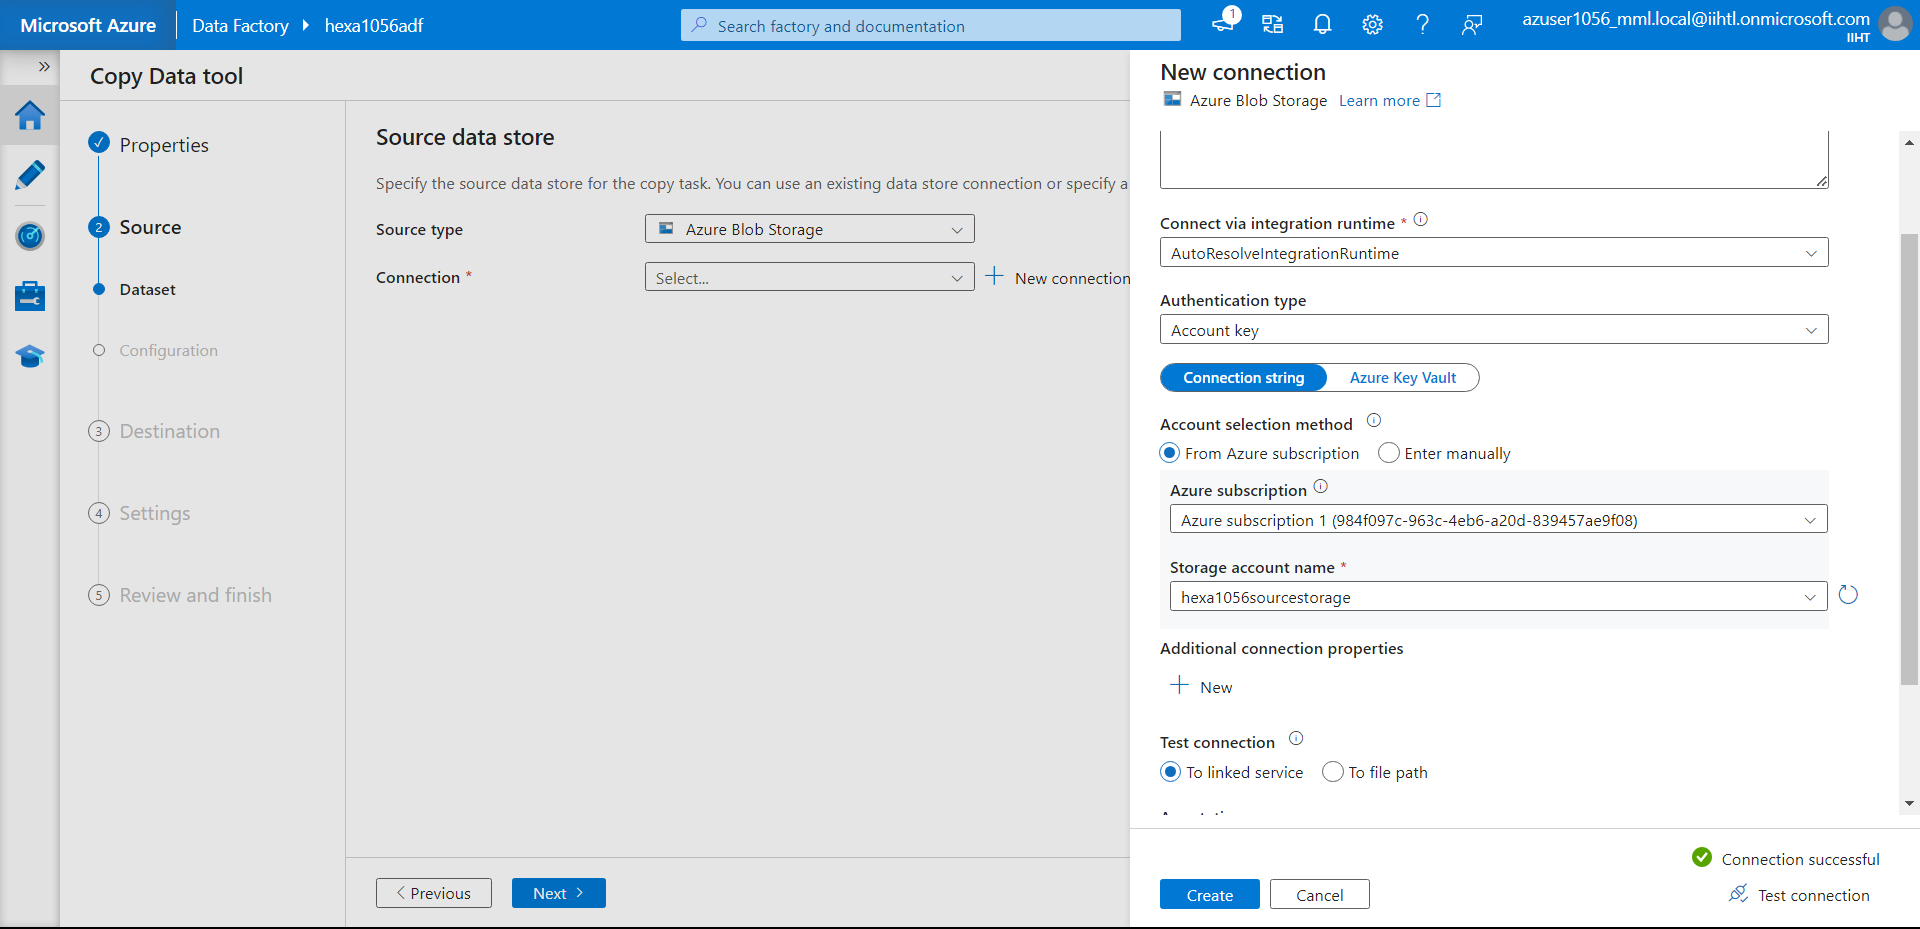 Microsoft Azure
Data Factory
hexa1056adf
Search factory and documentation
1
?
azuser1056_mml.local@iihtl.onmicrosoft.com
IIHT
Copy Data tool
Properties
2 Source
Dataset
Configuration
3 Destination
4 Settings
5 Review and finish
Source data store
Specify the source data store for the copy task. You can use an existing data store connection or specify a
Source type
Azure Blob Storage
Connection *
Select...
New connection
Previous
Next
New connection
Azure Blob Storage Learn more
Connect via integration runtime *
AutoResolveIntegrationRuntime
Authentication type
Account key
Connection string
Azure Key Vault
Account selection method
From Azure subscription
Enter manually
Azure subscription
Azure subscription 1 (984f097c-963c-4eb6-a20d-839457ae9f08)
Storage account name *
hexa1056sourcestorage
Additional connection properties
New
Test connection
To linked service
To file path
Connection successful
Create
Cancel
Test connection